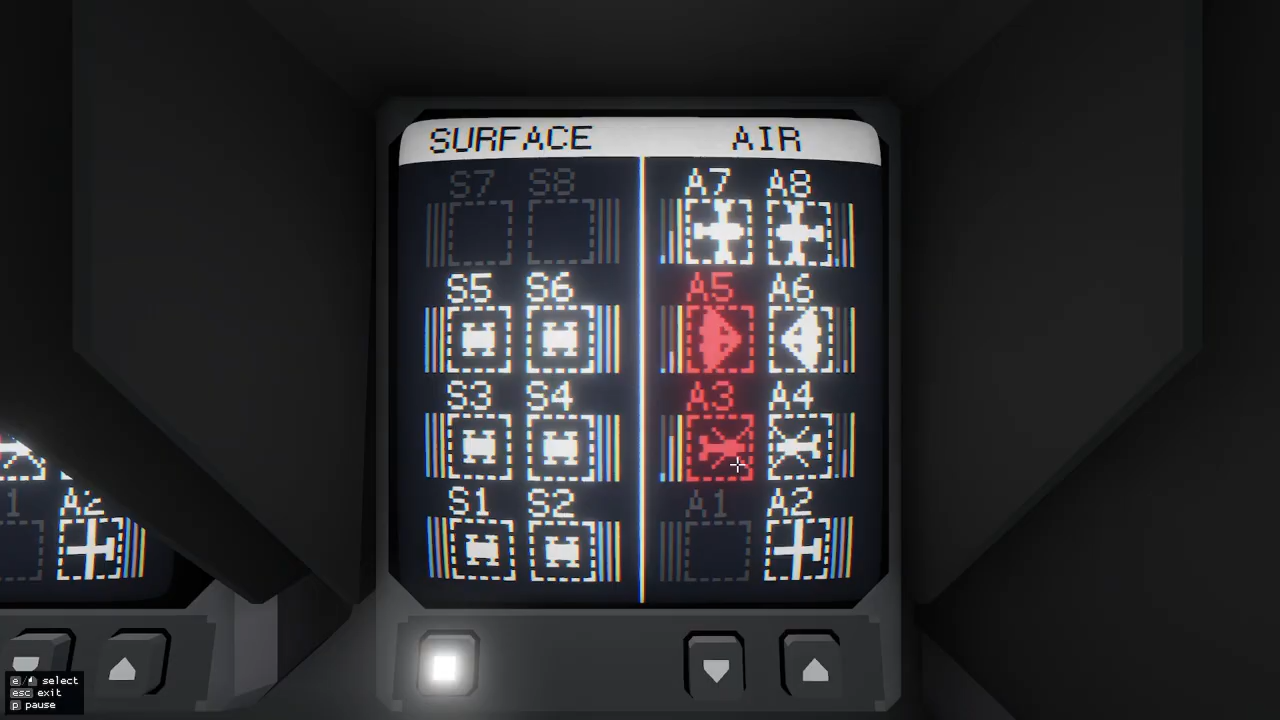 SURFACE AIR
S7 S8 A7 A8
S5 S6 A5 A6
S3 S4 A3 A4
S1 S2 A1 A2
1 A2
e / select
esc exit
p pause